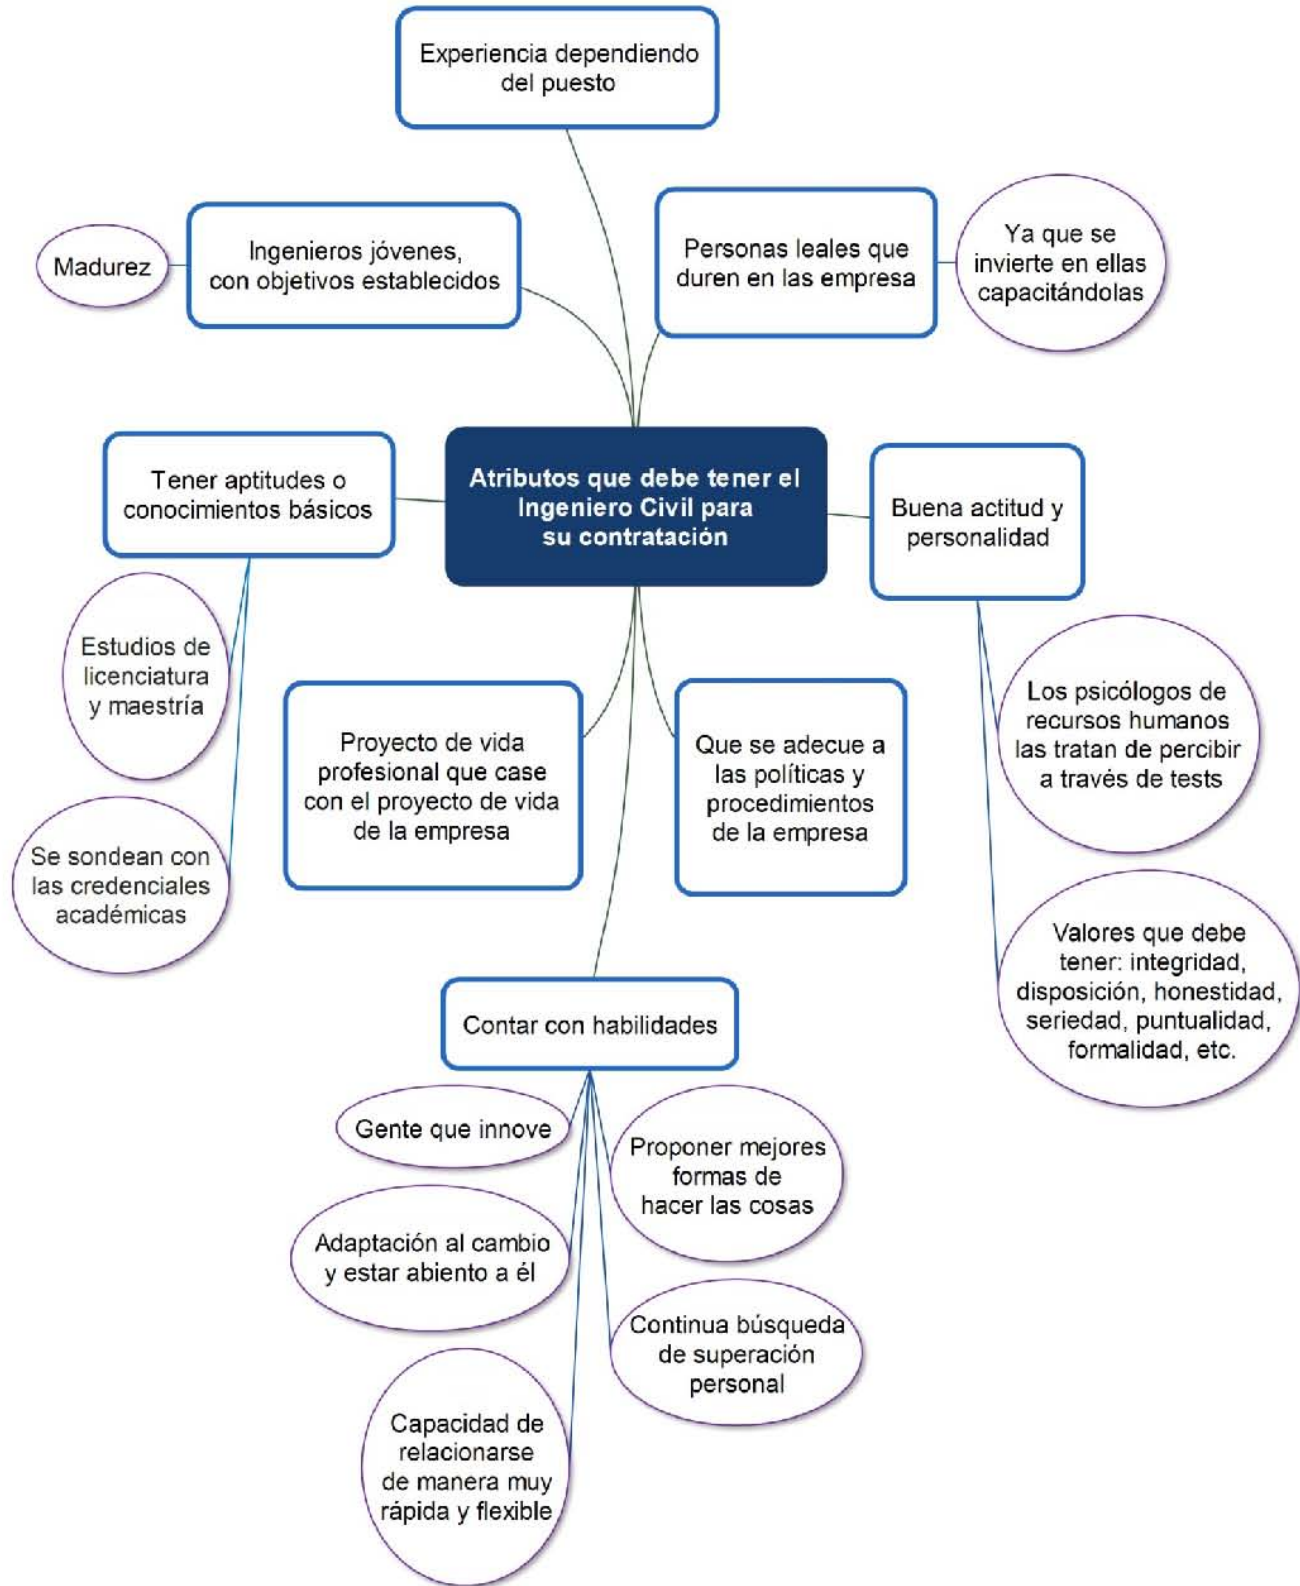 Experiencia dependiendo
del puesto
Madurez
Ingenieros jóvenes,
con objetivos establecidos
Personas leales que
duren en las empresa
Ya que se
invierte en ellas
capacitándolas
Tener aptitudes o
conocimientos básicos
Atributos que debe tener el
Ingeniero Civil para
su contratación
Buena actitud y
personalidad
Estudios de
licenciatura
y maestría
Se sondean con
las credenciales
académicas
Proyecto de vida
profesional que case
con el proyecto de vida
de la empresa
Que se adecue a
las políticas y
procedimientos
de la empresa
Los psicólogos de
recursos humanos
las tratan de percibir
a través de tests
Valores que debe
tener: integridad,
disposición, honestidad,
seriedad, puntualidad,
formalidad, etc.
Contar con habilidades
Gente que innove
Proponer mejores
formas de
hacer las cosas
Adaptación al cambio
y estar abiento a él
Continua búsqueda
de superación
personal
Capacidad de
relacionarse
de manera muy
rápida y flexible